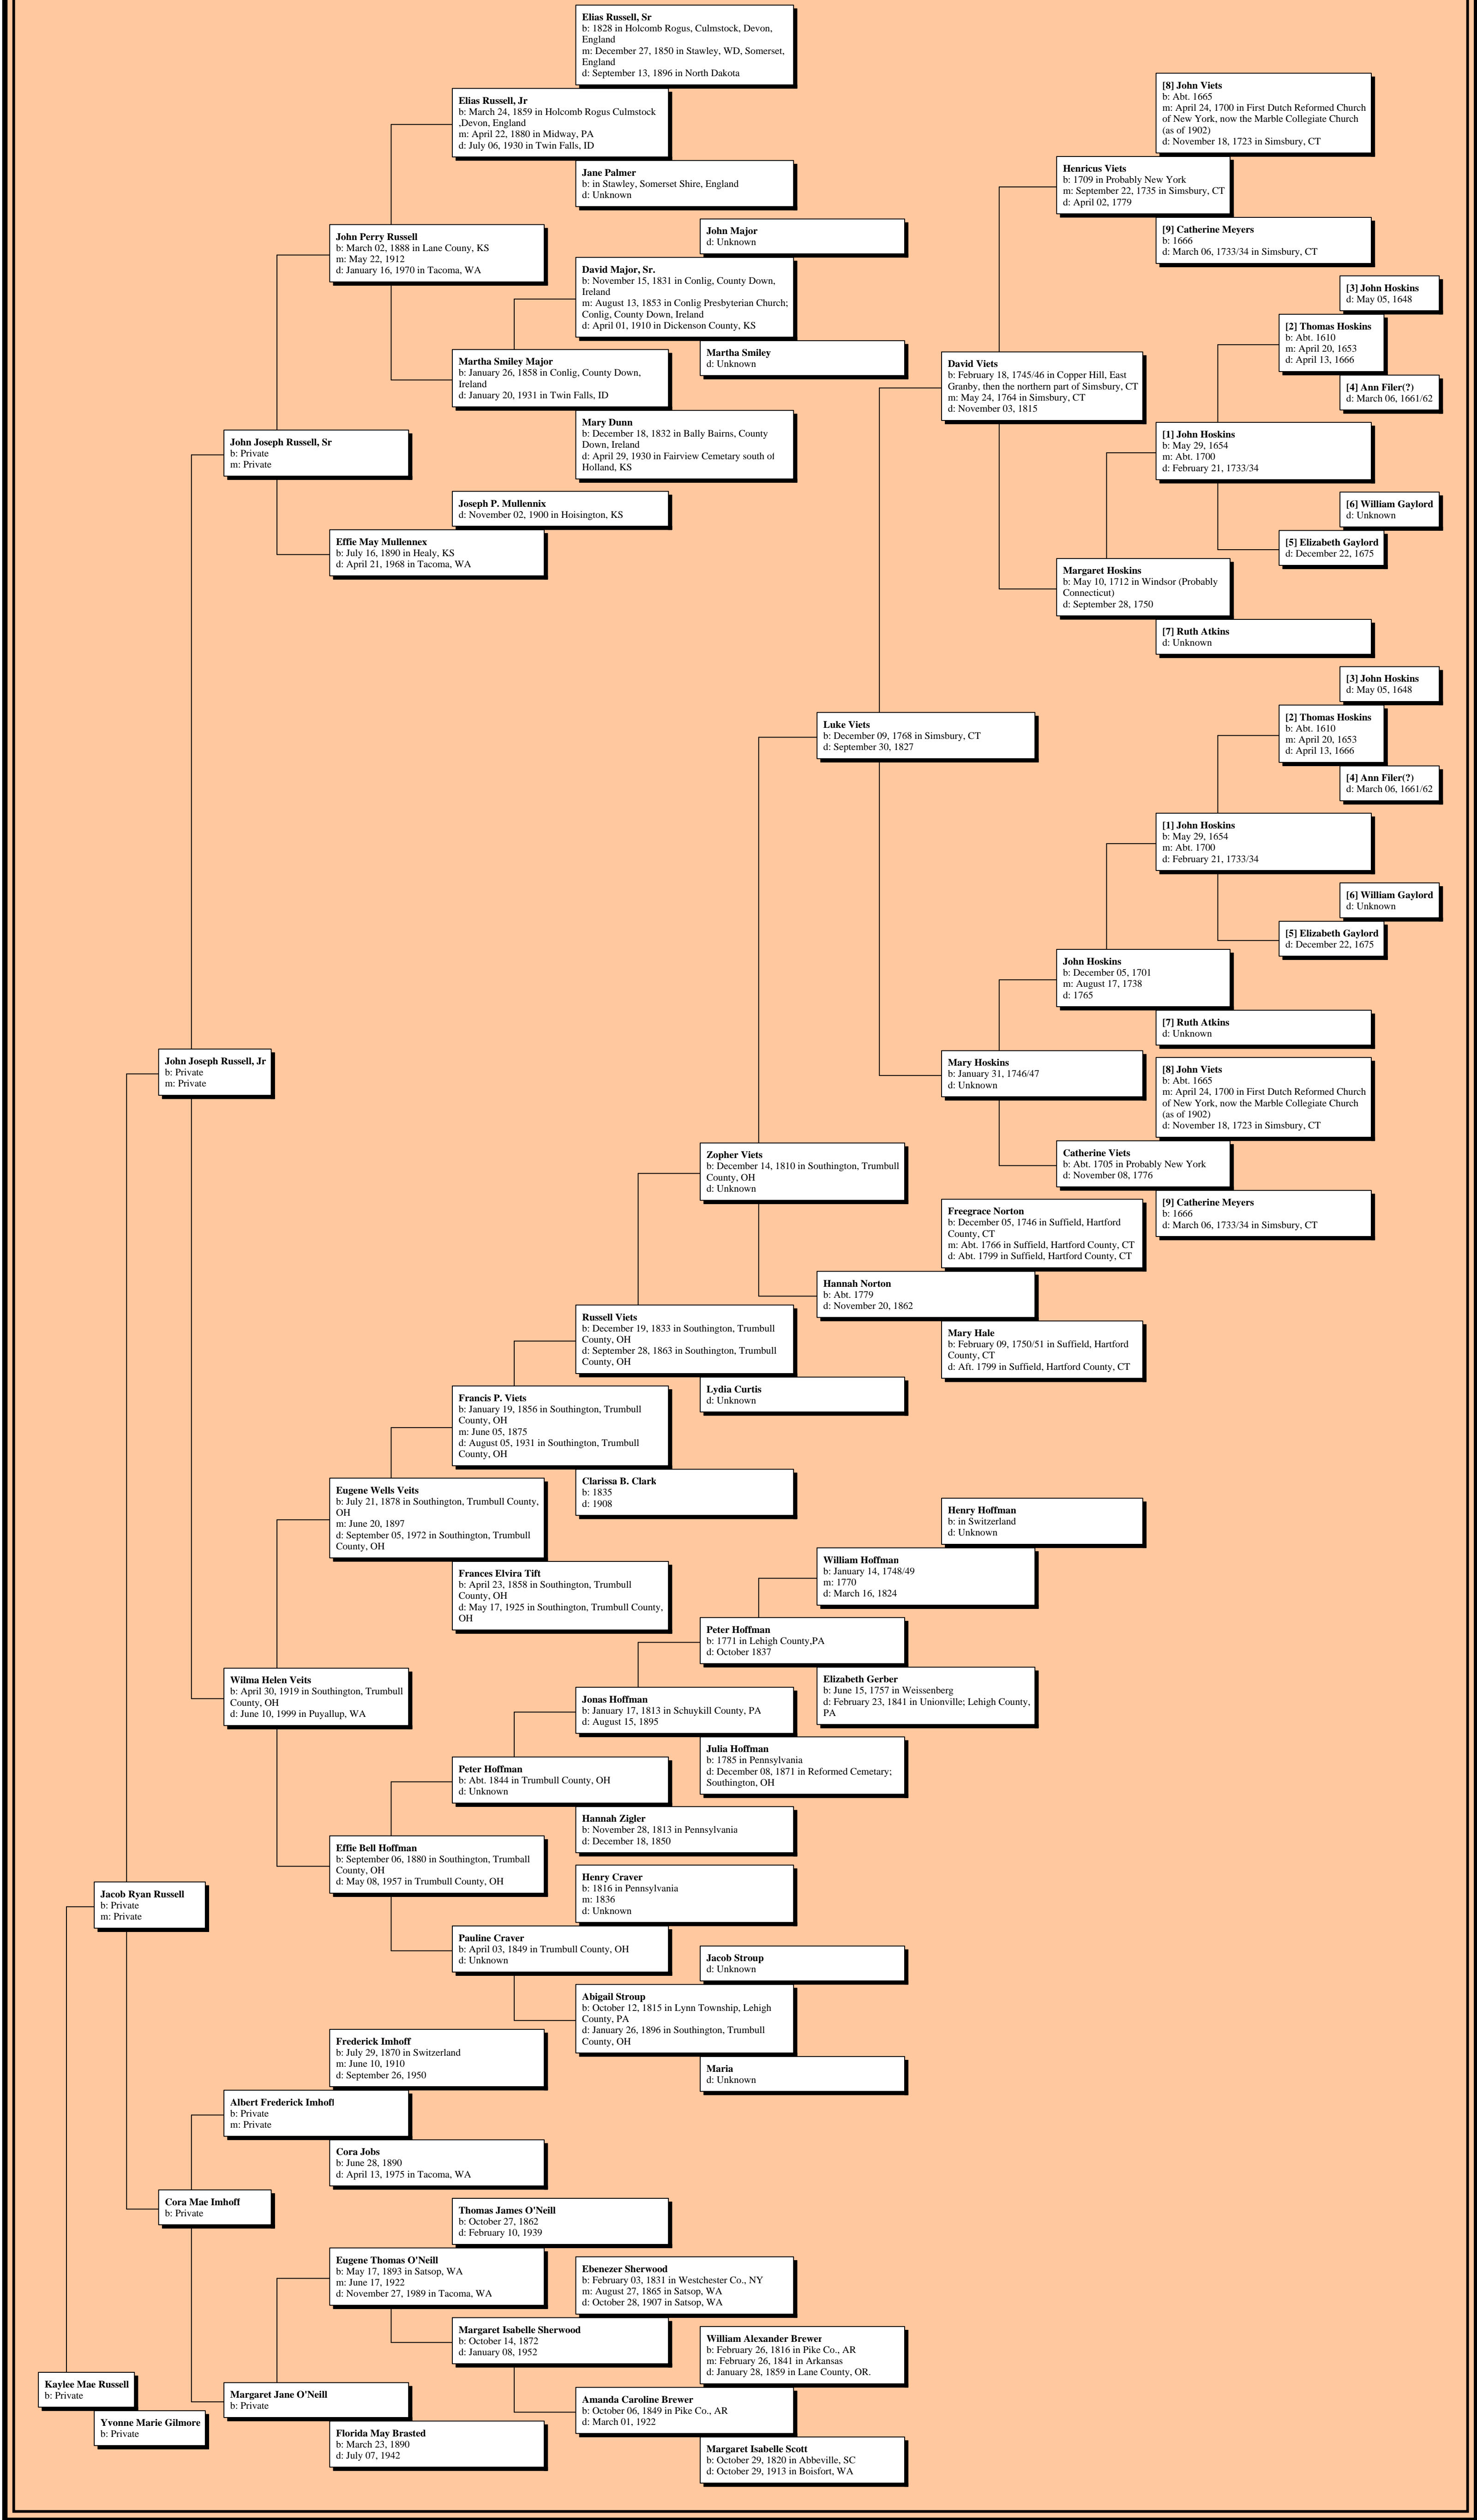 Elias Russell, Sr
b: 1828 in Holcomb Rogus, Culmstock, Devon,
England
m: December 27, 1850 in Stawley, WD, Somerset,
England
d: September 13, 1896 in North Dakota
[8] John Viets
b: Abt. 1665
m: April 24, 1700 in First Dutch Reformed Church
of New York, now the Marble Collegiate Church
(as of 1902)
d: November 18, 1723 in Simsbury, CT
Elias Russell, Jr
b: March 24, 1859 in Holcomb Rogus Culmstock
,Devon, England
m: April 22, 1880 in Midway, PA
d: July 06, 1930 in Twin Falls, ID
Henricus Viets
b: 1709 in Probably New York
m: September 22, 1735 in Simsbury, CT
d: April 02, 1779
Jane Palmer
b: in Stawley, Somerset Shire, England
d: Unknown
[9] Catherine Meyers
b: 1666
d: March 06, 1733/34 in Simsbury, CT
John Major
d: Unknown
John Perry Russell
b: March 02, 1888 in Lane Couny, KS
m: May 22, 1912
d: January 16, 1970 in Tacoma, WA
David Major, Sr.
b: November 15, 1831 in Conlig, County Down,
Ireland
m: August 13, 1853 in Conlig Presbyterian Church;
Conlig, County Down, Ireland
d: April 01, 1910 in Dickenson County, KS
[3] John Hoskins
d: May 05, 1648
[2] Thomas Hoskins
b: Abt. 1610
m: April 20, 1653
d: April 13, 1666
Martha Smiley
d: Unknown
Martha Smiley Major
b: January 26, 1858 in Conlig, County Down,
Ireland
d: January 20, 1931 in Twin Falls, ID
David Viets
b: February 18, 1745/46 in Copper Hill, East
Granby, then the northern part of Simsbury, CT
m: May 24, 1764 in Simsbury, CT
d: November 03, 1815
[4] Ann Filer(?)
d: March 06, 1661/62
Mary Dunn
b: December 18, 1832 in Bally Bairns, County
Down, Ireland
d: April 29, 1930 in Fairview Cemetary south of
Holland, KS
[1] John Hoskins
b: May 29, 1654
m: Abt. 1700
d: February 21, 1733/34
John Joseph Russell, Sr
b: Private
m: Private
Joseph P. Mullennix
d: November 02, 1900 in Hoisington, KS
[6] William Gaylord
d: Unknown
Effie May Mullennex
b: July 16, 1890 in Healy, KS
d: April 21, 1968 in Tacoma, WA
[5] Elizabeth Gaylord
d: December 22, 1675
Margaret Hoskins
b: May 10, 1712 in Windsor (Probably
Connecticut)
d: September 28, 1750
[7] Ruth Atkins
d: Unknown
[3] John Hoskins
d: May 05, 1648
[2] Thomas Hoskins
b: Abt. 1610
m: April 20, 1653
d: April 13, 1666
Luke Viets
b: December 09, 1768 in Simsbury, CT
d: September 30, 1827
[4] Ann Filer(?)
d: March 06, 1661/62
[1] John Hoskins
b: May 29, 1654
m: Abt. 1700
d: February 21, 1733/34
[6] William Gaylord
d: Unknown
[5] Elizabeth Gaylord
d: December 22, 1675
John Hoskins
b: December 05, 1701
m: August 17, 1738
d: 1765
[7] Ruth Atkins
d: Unknown
John Joseph Russell, Jr
b: Private
m: Private
Mary Hoskins
b: January 31, 1746/47
d: Unknown
[8] John Viets
b: Abt. 1665
m: April 24, 1700 in First Dutch Reformed Church
of New York, now the Marble Collegiate Church
(as of 1902)
d: November 18, 1723 in Simsbury, CT
Zopher Viets
b: December 14, 1810 in Southington, Trumbull
County, OH
d: Unknown
Catherine Viets
b: Abt. 1705 in Probably New York
d: November 08, 1776
[9] Catherine Meyers
b: 1666
d: March 06, 1733/34 in Simsbury, CT
Freegrace Norton
b: December 05, 1746 in Suffield, Hartford
County, CT
m: Abt. 1766 in Suffield, Hartford County, CT
d: Abt. 1799 in Suffield, Hartford County, CT
Hannah Norton
b: Abt. 1779
d: November 20, 1862
Russell Viets
b: December 19, 1833 in Southington, Trumbull
County, OH
d: September 28, 1863 in Southington, Trumbull
County, OH
Mary Hale
b: February 09, 1750/51 in Suffield, Hartford
County, CT
d: Aft. 1799 in Suffield, Hartford County, CT
Lydia Curtis
d: Unknown
Francis P. Viets
b: January 19, 1856 in Southington, Trumbull
County, OH
m: June 05, 1875
d: August 05, 1931 in Southington, Trumbull
County, OH
Clarissa B. Clark
b: 1835
d: 1908
Eugene Wells Veits
b: July 21, 1878 in Southington, Trumbull County,
OH
m: June 20, 1897
d: September 05, 1972 in Southington, Trumbull
County, OH
Henry Hoffman
b: in Switzerland
d: Unknown
William Hoffman
b: January 14, 1748/49
m: 1770
d: March 16, 1824
Frances Elvira Tift
b: April 23, 1858 in Southington, Trumbull
County, OH
d: May 17, 1925 in Southington, Trumbull County,
OH
Peter Hoffman
b: 1771 in Lehigh County,PA
d: October 1837
Wilma Helen Veits
b: April 30, 1919 in Southington, Trumbull
County, OH
d: June 10, 1999 in Puyallup, WA
Elizabeth Gerber
b: June 15, 1757 in Weissenberg
d: February 23, 1841 in Unionville; Lehigh County,
PA
Jonas Hoffman
b: January 17, 1813 in Schuykill County, PA
d: August 15, 1895
Julia Hoffman
b: 1785 in Pennsylvania
d: December 08, 1871 in Reformed Cemetary;
Southington, OH
Peter Hoffman
b: Abt. 1844 in Trumbull County, OH
d: Unknown
Hannah Zigler
b: November 28, 1813 in Pennsylvania
d: December 18, 1850
Effie Bell Hoffman
b: September 06, 1880 in Southington, Trumball
County, OH
d: May 08, 1957 in Trumbull County, OH
Henry Craver
b: 1816 in Pennsylvania
m: 1836
d: Unknown
Jacob Ryan Russell
b: Private
m: Private
Pauline Craver
b: April 03, 1849 in Trumbull County, OH
d: Unknown
Jacob Stroup
d: Unknown
Abigail Stroup
b: October 12, 1815 in Lynn Township, Lehigh
County, PA
d: January 26, 1896 in Southington, Trumbull
County, OH
Frederick Imhoff
b: July 29, 1870 in Switzerland
m: June 10, 1910
d: September 26, 1950
Maria
d: Unknown
Albert Frederick Imhoff
b: Private
m: Private
Cora Jobs
b: June 28, 1890
d: April 13, 1975 in Tacoma, WA
Cora Mae Imhoff
b: Private
Thomas James O'Neill
b: October 27, 1862
d: February 10, 1939
Eugene Thomas O'Neill
b: May 17, 1893 in Satsop, WA
m: June 17, 1922
d: November 27, 1989 in Tacoma, WA
Ebenezer Sherwood
b: February 03, 1831 in Westchester Co., NY
m: August 27, 1865 in Satsop, WA
d: October 28, 1907 in Satsop, WA
Margaret Isabelle Sherwood
b: October 14, 1872
d: January 08, 1952
William Alexander Brewer
b: February 26, 1816 in Pike Co., AR
m: February 26, 1841 in Arkansas
d: January 28, 1859 in Lane County, OR.
Kaylee Mae Russell
b: Private
Margaret Jane O'Neill
b: Private
Amanda Caroline Brewer
b: October 06, 1849 in Pike Co., AR
d: March 01, 1922
Yvonne Marie Gilmore
b: Private
Florida May Brasted
b: March 23, 1890
d: July 07, 1942
Margaret Isabelle Scott
b: October 29, 1820 in Abbeville, SC
d: October 29, 1913 in Boisfort, WA